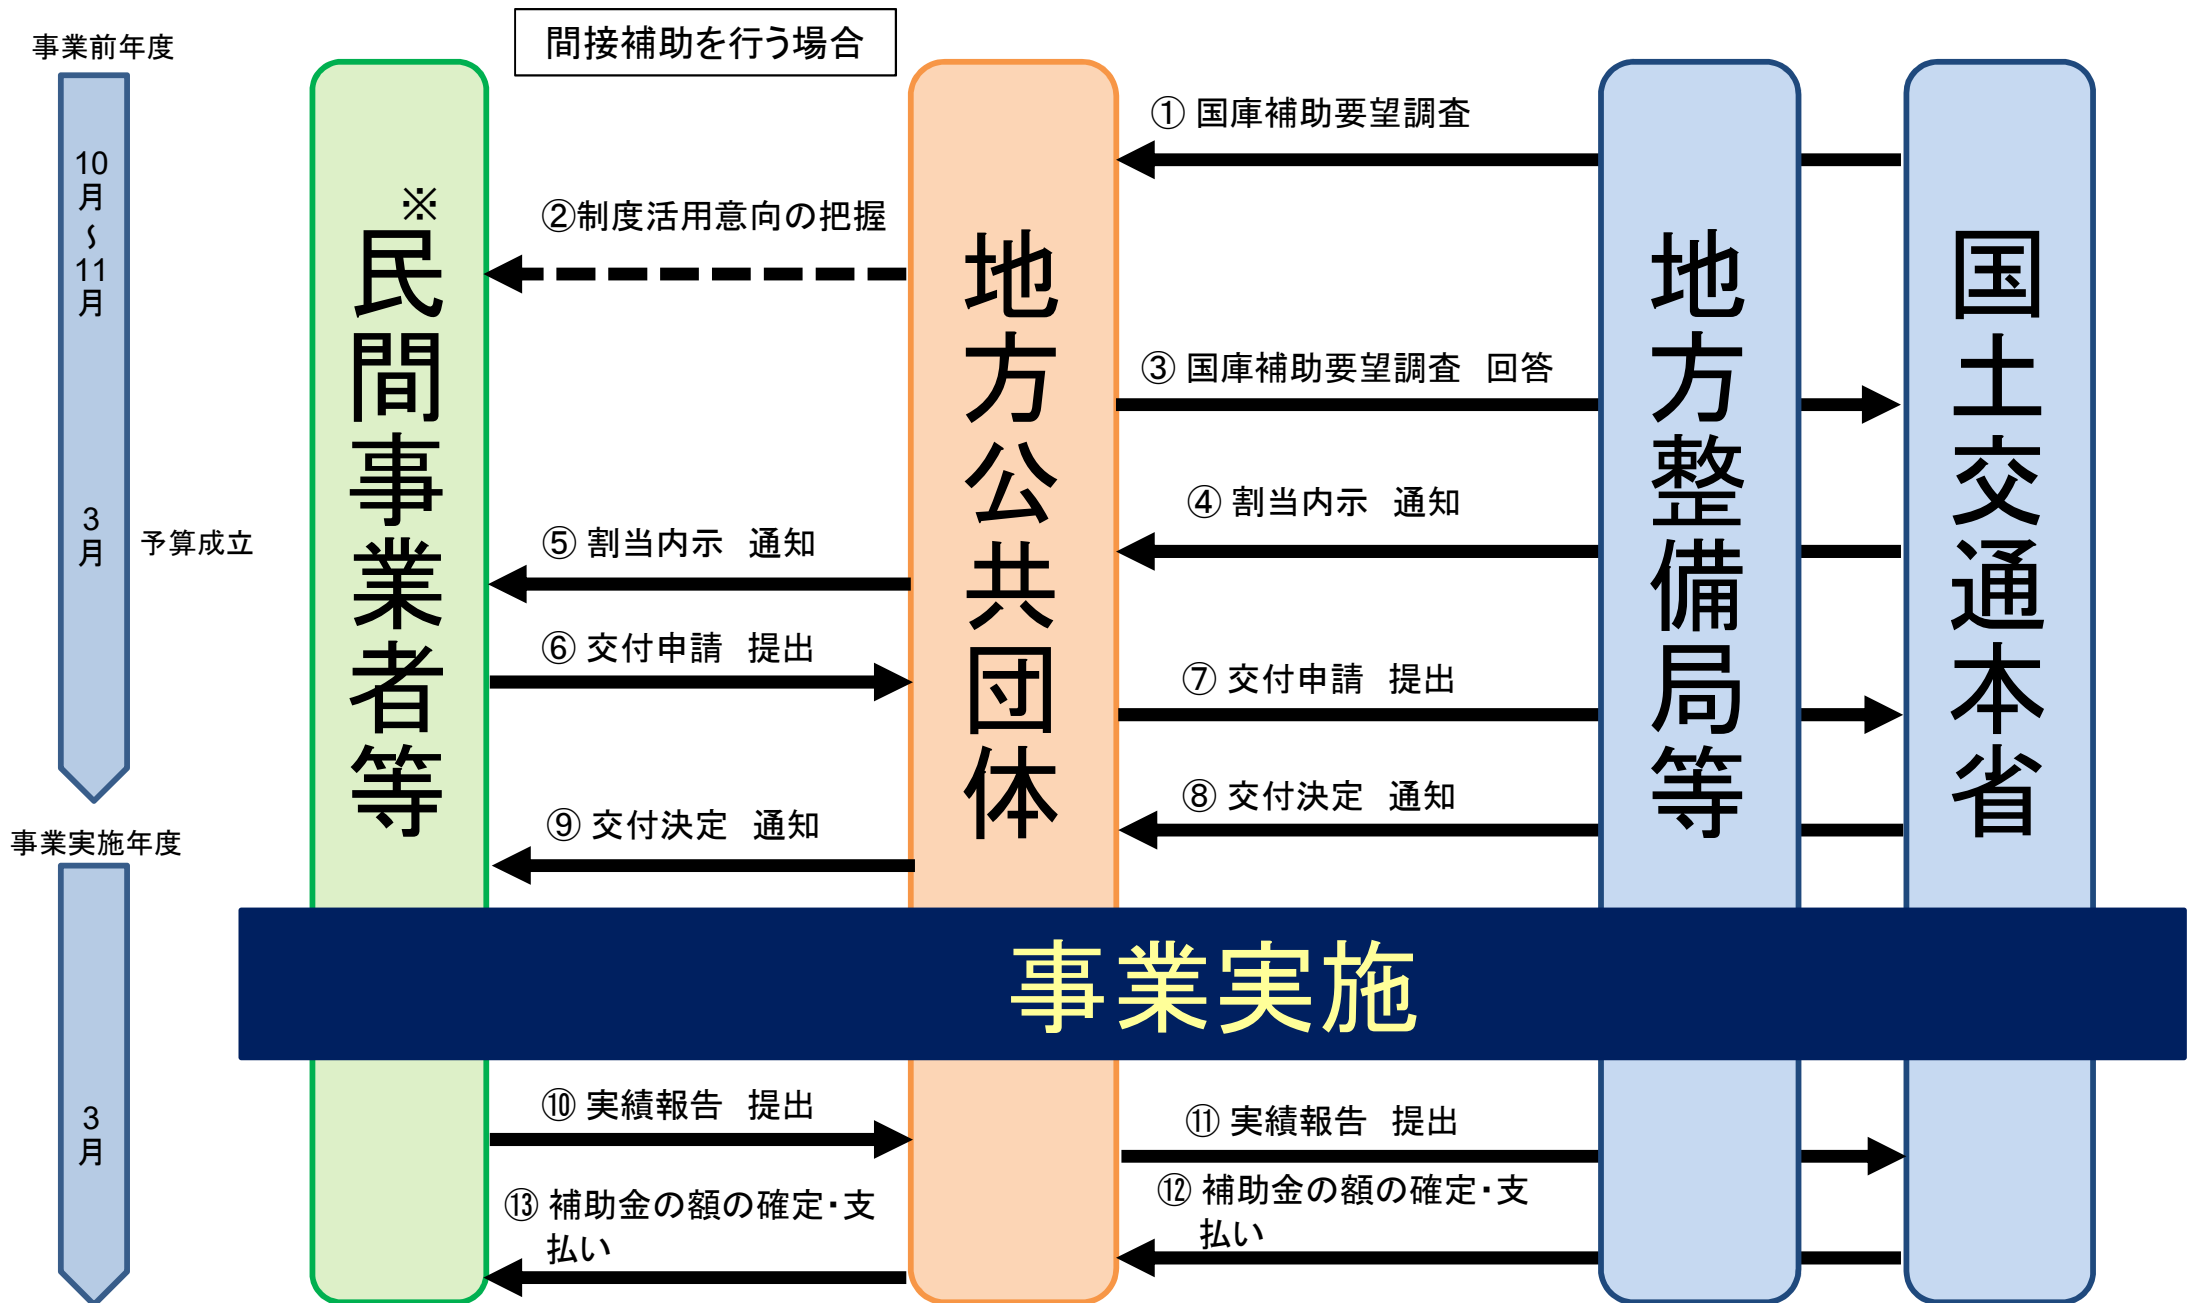 間接補助を行う場合
事業前年度
10
月
~
11
月
3
月
予算成立
事業実施年度
3
月
※
民間事業者等
地方公共団体
地方整備局等
国土交通本省
① 国庫補助要望調査
②制度活用意向の把握
③ 国庫補助要望調査　回答
④ 割当内示　通知
⑤ 割当内示　通知
⑥ 交付申請　提出
⑦ 交付申請　提出
⑧ 交付決定　通知
⑨ 交付決定　通知
事業実施
⑩ 実績報告　提出
⑪ 実績報告　提出
⑫ 補助金の額の確定・支
払い
⑬ 補助金の額の確定・支
払い